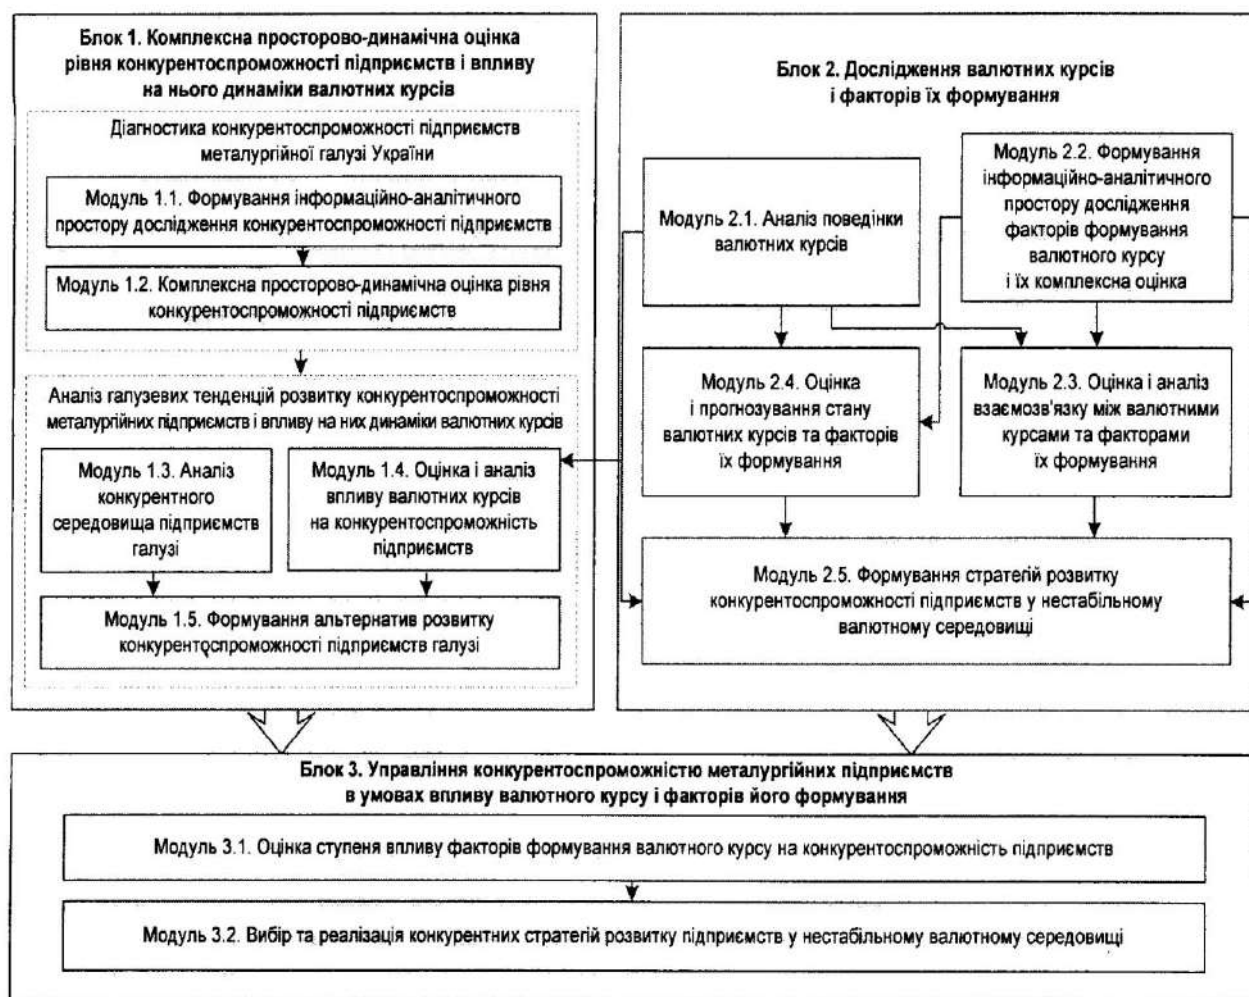 Блок 1. Комплексна просторово-динамічна оцінка
рівня конкурентоспроможності підприємств і впливу
на нього динаміки валютних курсів
Діагностика конкурентоспроможності підприємств
металургійної галузі України
Модуль 1.1. Формування інформаційно-аналітичного
простору дослідження конкурентоспроможності підприємств
Модуль 1.2. Комплексна просторово-динамічна оцінка рівня
конкурентоспроможності підприємств
Аналіз галузевих тенденцій розвитку конкурентоспроможності
металургійних підприємств і впливу на них динаміки валютних курсів
Модуль 1.3. Аналіз
конкурентного
середовища підприємств
галузі
Модуль 1.4. Оцінка і аналіз
впливу валютних курсів
на конкурентоспроможність
підприємств
Модуль 1.5. Формування альтернатив розвитку
конкурентоспроможності підприємств галузі
Блок 2. Дослідження валютних курсів
і факторів їх формування
Модуль 2.1. Аналіз поведінки
валютних курсів
Модуль 2.2. Формування
інформаційно-аналітичного
простору дослідження
факторів формування
валютного курсу
і їх комплексна оцінка
Модуль 2.4. Оцінка
і прогнозування стану
валютних курсів та факторів
їх формування
Модуль 2.3. Оцінка і аналіз
взаємозв'язку між валютними
курсами та факторами
їх формування
Модуль 2.5. Формування стратегій розвитку
конкурентоспроможності підприємств у нестабільному
валютному середовищі
Блок 3. Управління конкурентоспроможністю металургійних підприємств
в умовах впливу валютного курсу і факторів його формування
Модуль 3.1. Оцінка ступеня впливу факторів формування валютного курсу на конкурентоспроможність підприємств
Модуль 3.2. Вибір та реалізація конкурентних стратегій розвитку підприємств у нестабільному валютному середовищі